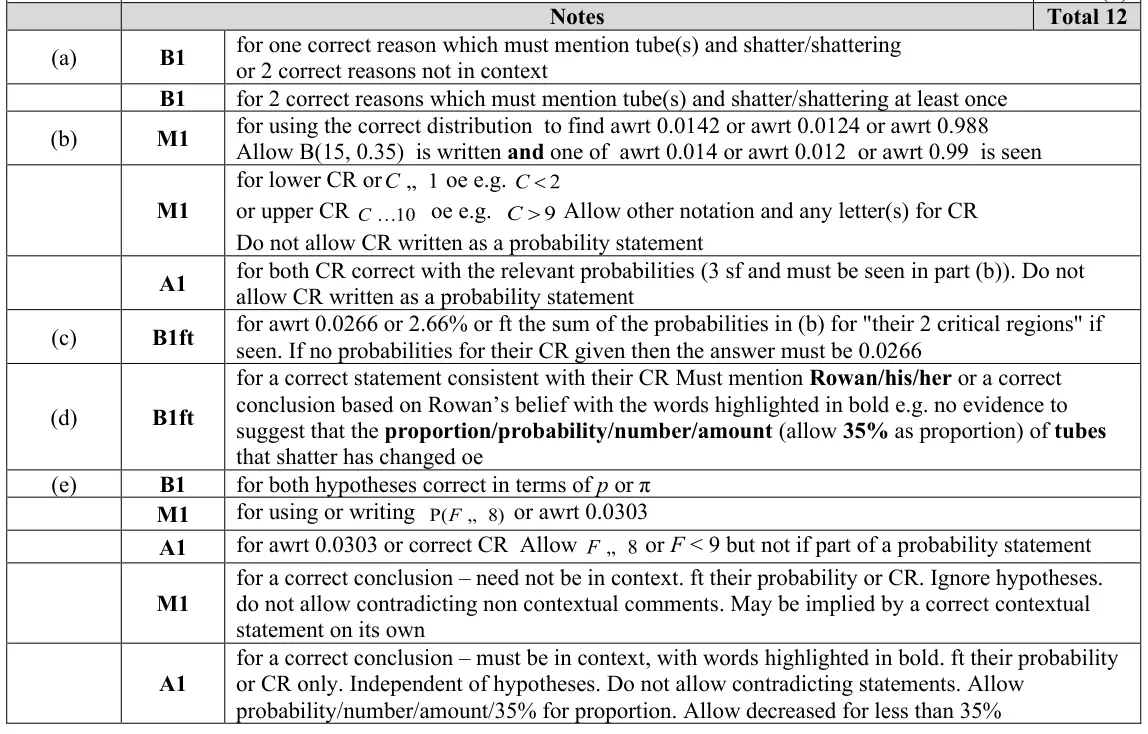 Notes Total 12
(a) B1 for one correct reason which must mention tube(s) and shatter/shattering
or 2 correct reasons not in context
B1 for 2 correct reasons which must mention tube(s) and shatter/shattering at least once
(b) M1 for using the correct distribution to find awrt 0.0142 or awrt 0.0124 or awrt 0.988
Allow B(15, 0.35) is written and one of awrt 0.014 or awrt 0.012 or awrt 0.99 is seen
M1 for lower CR or C „ 1 oe e.g. C < 2
or upper CR C …10 oe e.g. C > 9 Allow other notation and any letter(s) for CR
Do not allow CR written as a probability statement
A1 for both CR correct with the relevant probabilities (3 sf and must be seen in part (b)). Do not
allow CR written as a probability statement
(c) B1ft for awrt 0.0266 or 2.66% or ft the sum of the probabilities in (b) for "their 2 critical regions" if
seen. If no probabilities for their CR given then the answer must be 0.0266
(d) B1ft for a correct statement consistent with their CR Must mention Rowan/his/her or a correct
conclusion based on Rowan's belief with the words highlighted in bold e.g. no evidence to
suggest that the proportion/probability/number/amount (allow 35% as proportion) of tubes
that shatter has changed oe
(e) B1 for both hypotheses correct in terms of p or π
M1 for using or writing P(F „ 8) or awrt 0.0303
A1 for awrt 0.0303 or correct CR Allow F „ 8 or F < 9 but not if part of a probability statement
M1 for a correct conclusion – need not be in context. ft their probability or CR. Ignore hypotheses.
do not allow contradicting non contextual comments. May be implied by a correct contextual
statement on its own
A1 for a correct conclusion – must be in context, with words highlighted in bold. ft their probability
or CR only. Independent of hypotheses. Do not allow contradicting statements. Allow
probability/number/amount/35% for proportion. Allow decreased for less than 35%